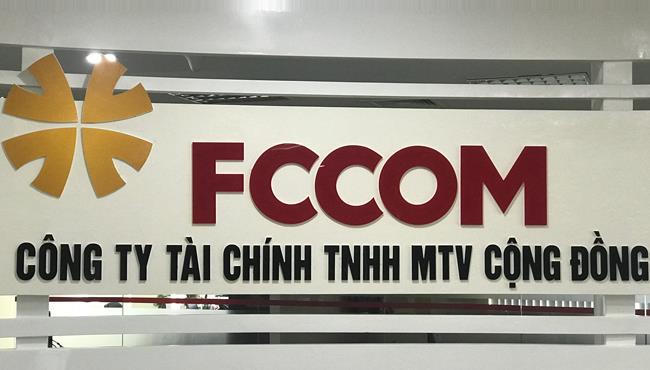 FCCOM
CÔNG TY TÀI CHÍNH TNHH MTV CỘNG ĐỒNG